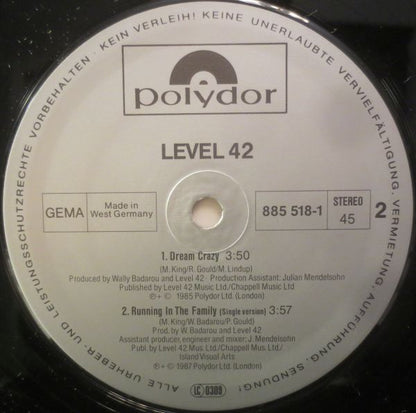 ALLE URHEBER- UND LEISTUNGSSCHUTZRECHTE VORBEHALTEN · KEIN VERLEIH! KEINE UNERLAUBTE VERVIELFÄLTIGUNG, VERMIETUNG, AUFFÜHRUNG, SENDUNG!
polydor
LEVEL 42
GEMA
Made in
West Germany
885 518-1
STEREO
45
2
1. Dream Crazy 3:50
(M. King/R. Gould/M. Lindup)
Produced by Wally Badarou and Level 42 · Production Assistant: Julian Mendelsohn
Published by Level 42 Music Ltd./Chappell Music Ltd
℗ + © 1985 Polydor Ltd. (London)
2. Running In The Family (Single version) 3:57
(M. King/W. Badarou/P. Gould)
Prod. by W. Badarou and Level 42
Assistant producer, engineer and mixer: J. Mendelsohn
Publ. by Level 42 Mus. Ltd./Chappell Mus. Ltd./
Island Visual Arts
℗ + © 1987 Polydor Ltd. (London)
LC 0309